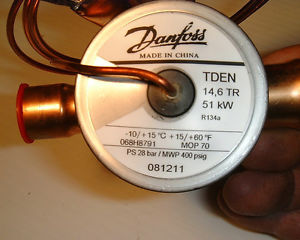 Danfoss
MADE IN CHINA
TDEN
14,6 TR
51 kW
R134a
-10/+15°C +15/+60°F
068H8791 MOP 70
PS 28 bar / MWP 400 psig
081211